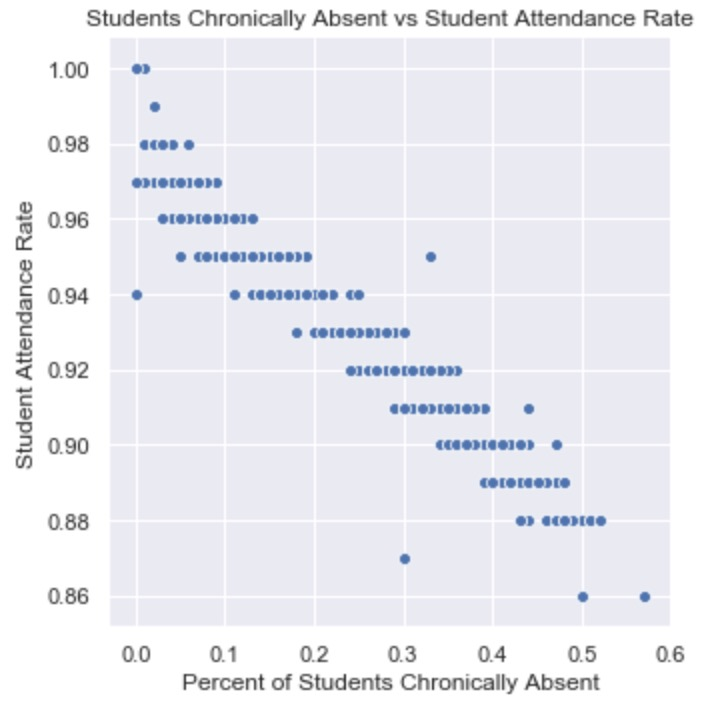 Students Chronically Absent vs Student Attendance Rate
Student Attendance Rate
1.00
0.98
0.96
0.94
0.92
0.90
0.88
0.86
0.0 0.1 0.2 0.3 0.4 0.5 0.6
Percent of Students Chronically Absent